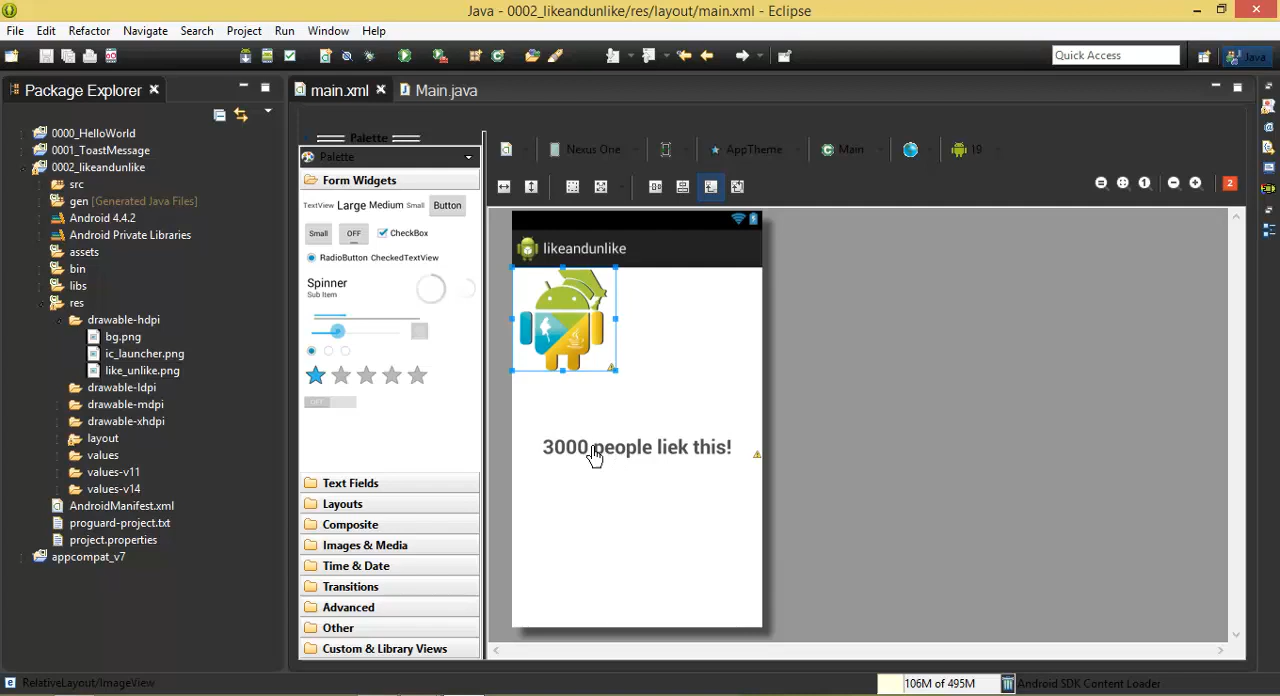 Java - 0002_likeandunlike/res/layout/main.xml - Eclipse
File Edit Refactor Navigate Search Project Run Window Help
Quick Access
Java
Package Explorer
main.xml
Main.java
0000_HelloWorld
0001_ToastMessage
0002_likeandunlike
src
gen [Generated Java Files]
Android 4.4.2
Android Private Libraries
assets
bin
libs
res
drawable-hdpi
bg.png
ic_launcher.png
like_unlike.png
drawable-ldpi
drawable-mdpi
drawable-xhdpi
layout
values
values-v11
values-v14
AndroidManifest.xml
proguard-project.txt
project.properties
appcompat_v7
Palette
Palette
Form Widgets
TextView Large Medium Small Button
Small OFF CheckBox
RadioButton CheckedTextView
Spinner
Sub Item
OFF
Text Fields
Layouts
Composite
Images & Media
Time & Date
Transitions
Advanced
Other
Custom & Library Views
Nexus One AppTheme Main 19
2
likeandunlike
3000 people liek this!
RelativeLayout/ImageView
106M of 495M
Android SDK Content Loader